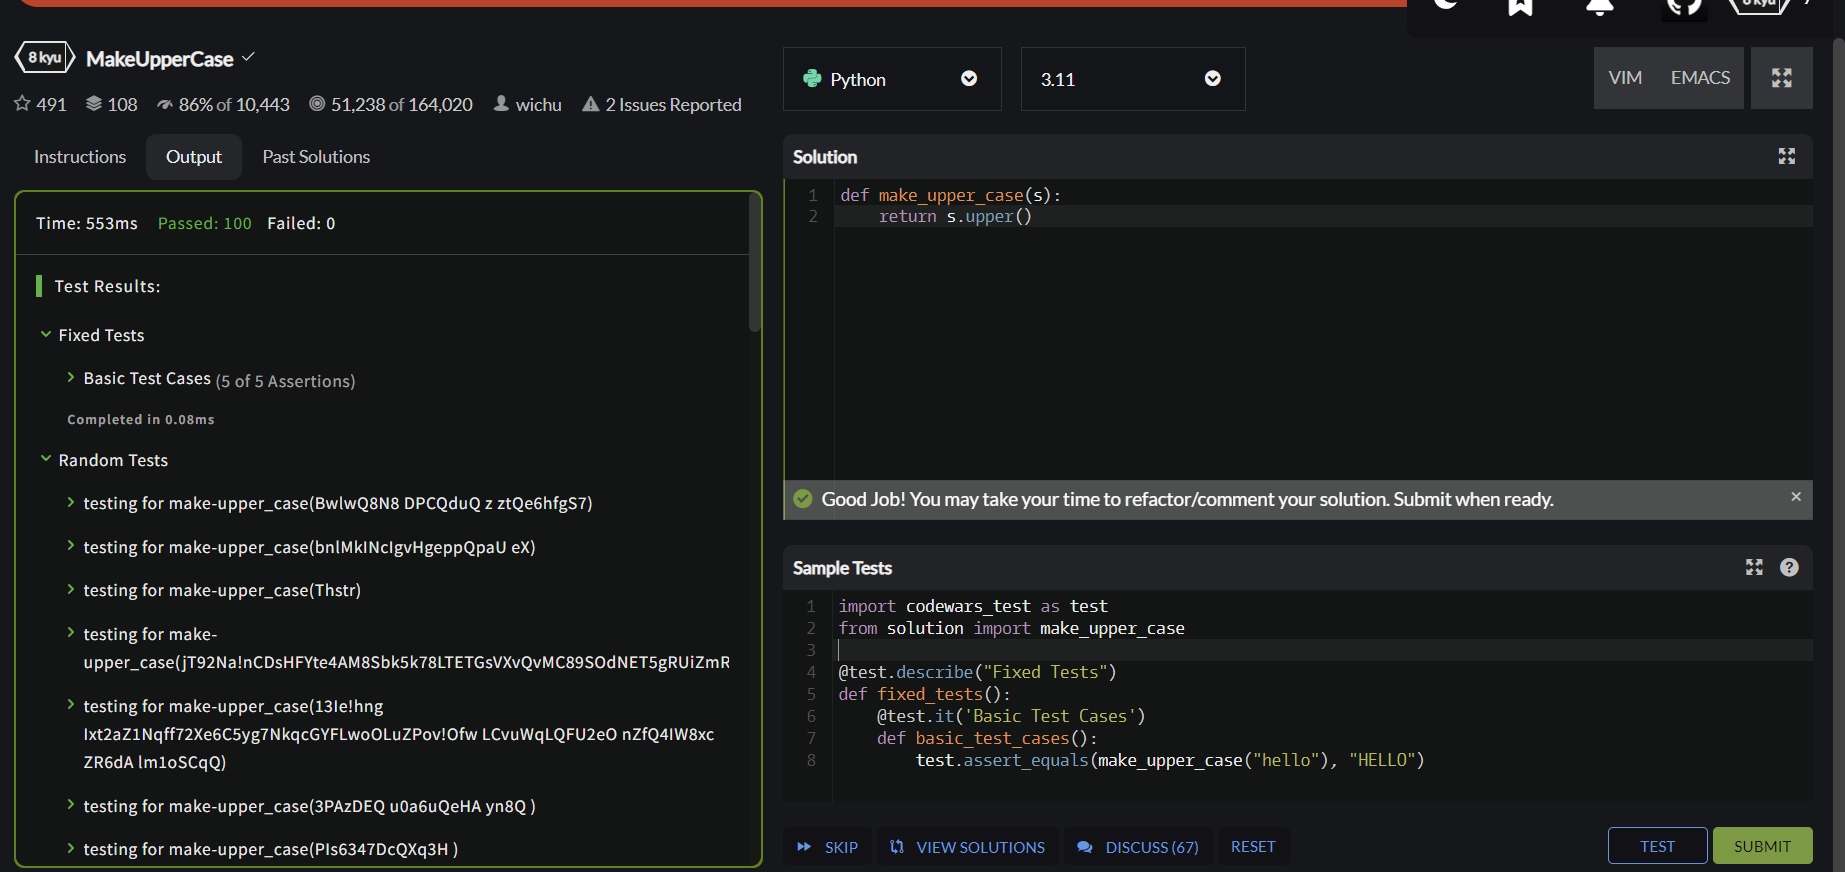 8 kyu
8 kyu MakeUpperCase
491 108 86% of 10,443 51,238 of 164,020 wichu 2 Issues Reported
Python 3.11 VIM EMACS
Instructions Output Past Solutions
Time: 553ms Passed: 100 Failed: 0
Test Results:
Fixed Tests
Basic Test Cases (5 of 5 Assertions)
Completed in 0.08ms
Random Tests
testing for make-upper_case(BwlwQ8N8 DPCQduQ z ztQe6hfgS7)
testing for make-upper_case(bnlMkINcIgvHgeppQpaU eX)
testing for make-upper_case(Thstr)
testing for make-
upper_case(jT92Na!nCDsHFYte4AM8Sbk5k78LTETGsVXvQvMC89SOdNET5gRUiZmR
testing for make-upper_case(13Ie!hng
Ixt2aZ1Nqff72Xe6C5yg7NkqcGYFLwoOLuZPov!Ofw LCvuWqLQFU2eO nZfQ4IW8xc
ZR6dA lm1oSCqQ)
testing for make-upper_case(3PAzDEQ u0a6uQeHA yn8Q )
testing for make-upper_case(PIs6347DcQXq3H )
Solution
1 def make_upper_case(s):
2 return s.upper()
Good Job! You may take your time to refactor/comment your solution. Submit when ready.
Sample Tests
1 import codewars_test as test
2 from solution import make_upper_case
3
4 @test.describe("Fixed Tests")
5 def fixed_tests():
6 @test.it('Basic Test Cases')
7 def basic_test_cases():
8 test.assert_equals(make_upper_case("hello"), "HELLO")
SKIP VIEW SOLUTIONS DISCUSS (67) RESET TEST SUBMIT